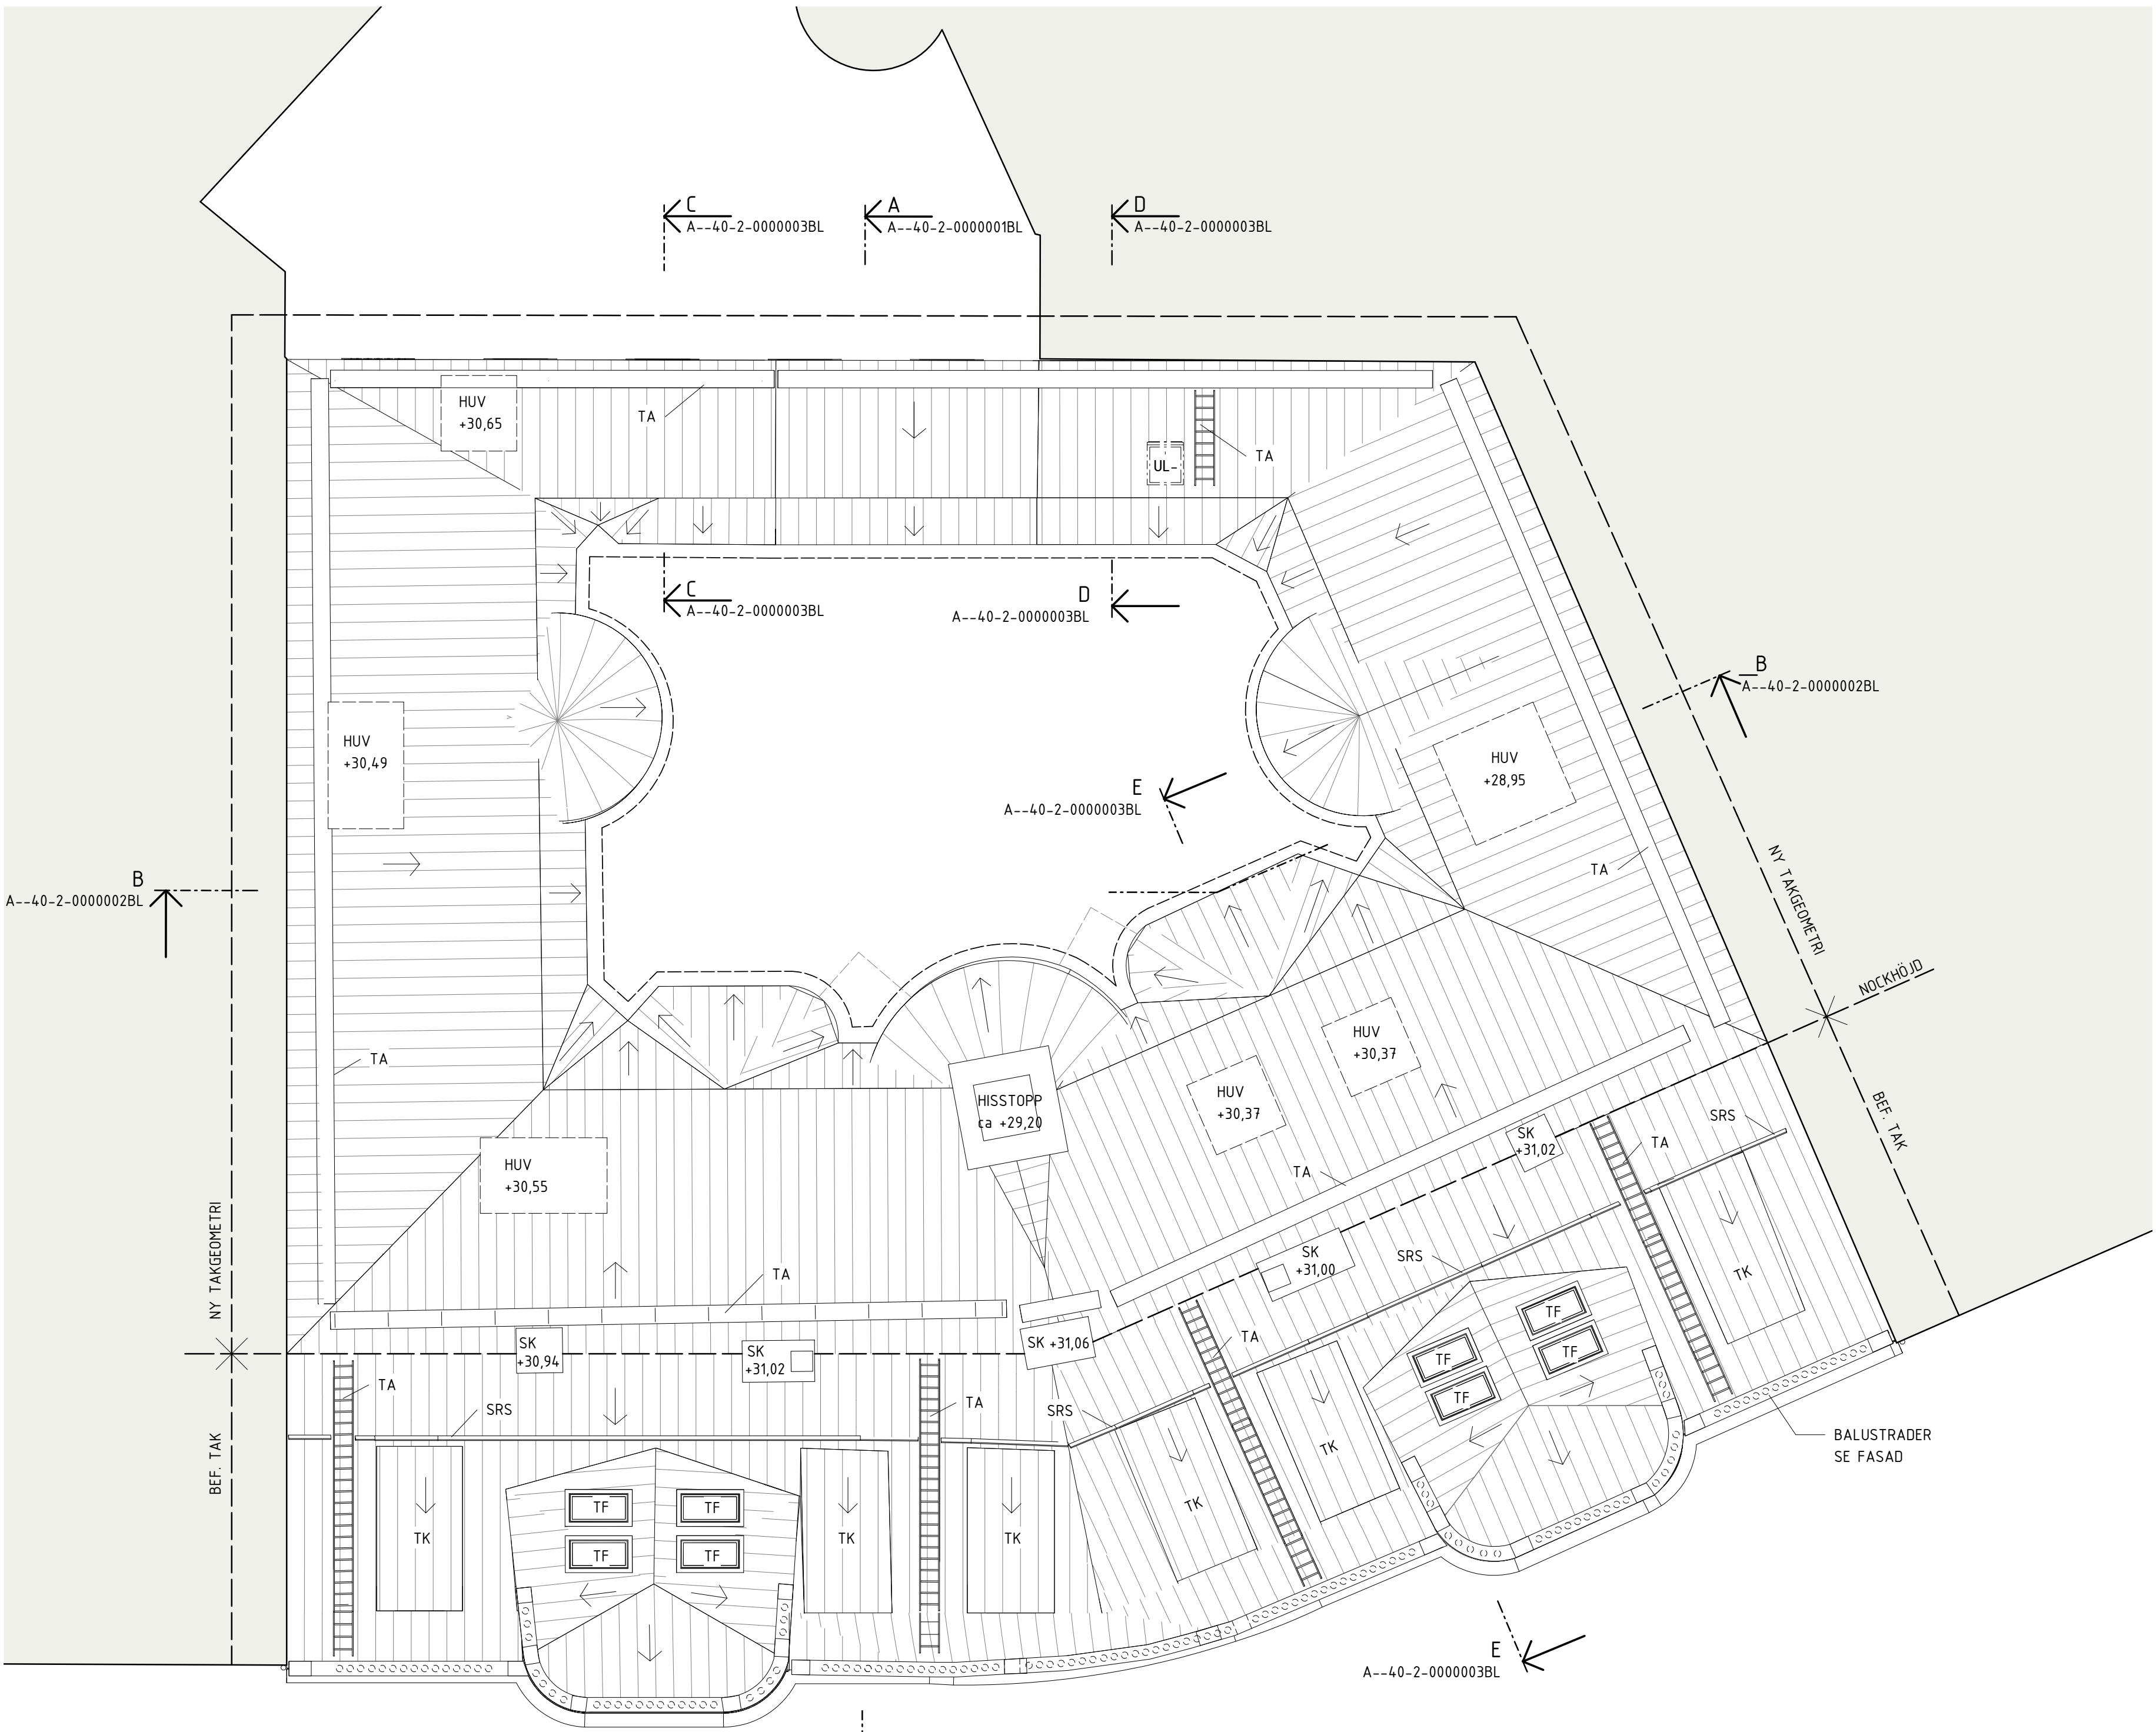 C
A--40-2-0000003BL
A
A--40-2-0000001BL
D
A--40-2-0000003BL
HUV
+30,65
TA
UL-
TA
C
A--40-2-0000003BL
D
A--40-2-0000003BL
B
A--40-2-0000002BL
HUV
+30,49
HUV
+28,95
E
A--40-2-0000003BL
TA
NY TAKGEOMETRI
B
A--40-2-0000002BL
NOCKHÖJD
TA
HUV
+30,37
HUV
+30,37
HISSTOPP
ca +29,20
BEF. TAK
SRS
SK
+31,02
TA
HUV
+30,55
TA
NY TAKGEOMETRI
TA
SK
+31,00
SRS
TK
TF
TF
TF
TF
SK
+30,94
SK
+31,02
SK +31,06
TA
TA
SRS
TA
SRS
BEF. TAK
TK
BALUSTRADER
SE FASAD
TF
TF
TK
TF
TF
TK
TK
TK
E
A--40-2-0000003BL